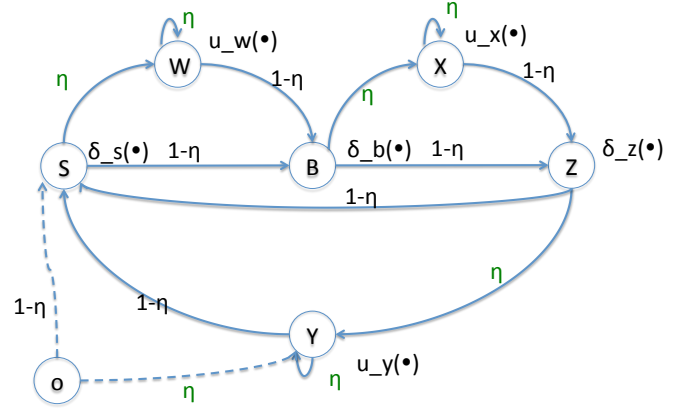 η η
W u_w(•) X u_x(•)
η 1-η η 1-η
S δ_s(•) 1-η B δ_b(•) 1-η Z δ_z(•)
1-η
η
1-η 1-η
Y u_y(•)
o η η